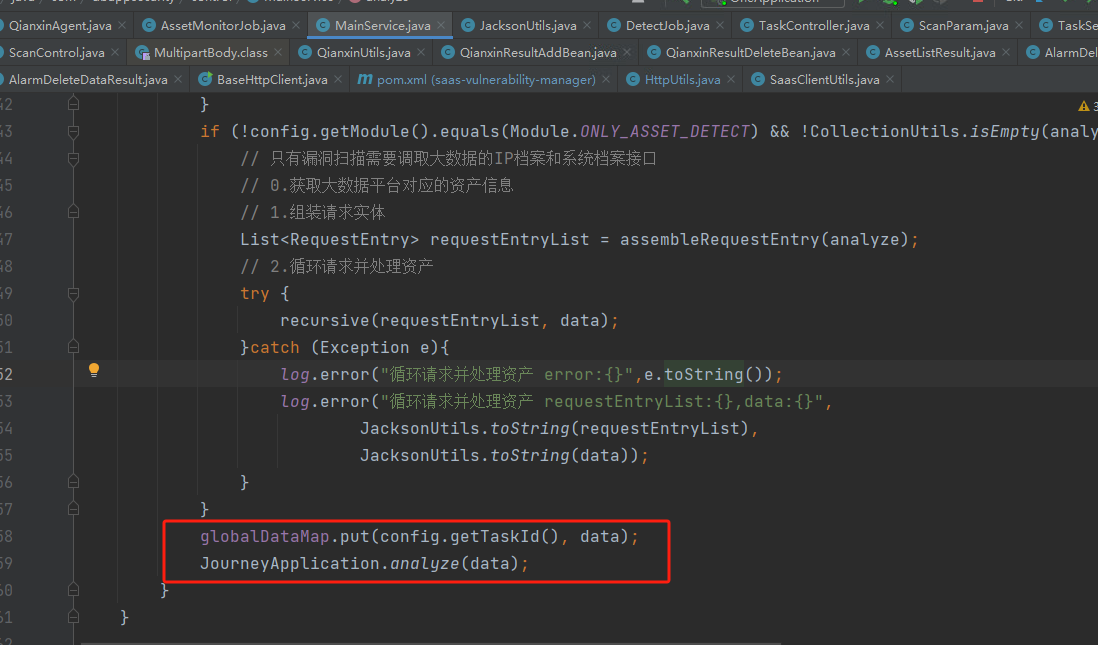 QianxinAgent.java AssetMonitorJob.java MainService.java JacksonUtils.java DetectJob.java TaskController.java ScanParam.java
ScanControl.java MultipartBody.class QianxinUtils.java QianxinResultAddBean.java QianxinResultDeleteBean.java AssetListResult.java
AlarmDeleteDataResult.java BaseHttpClient.java pom.xml (saas-vulnerability-manager) HttpUtils.java SaasClientUtils.java
42 }
43 if (!config.getModule().equals(Module.ONLY_ASSET_DETECT) && !CollectionUtils.isEmpty(analy
44 // 只有漏洞扫描需要调取大数据的IP档案和系统档案接口
45 // 0.获取大数据平台对应的资产信息
46 // 1.组装请求实体
47 List<RequestEntry> requestEntryList = assembleRequestEntry(analyze);
48 // 2.循环请求并处理资产
49 try {
50 recursive(requestEntryList, data);
51 }catch (Exception e){
52 log.error("循环请求并处理资产 error:{}",e.toString());
53 log.error("循环请求并处理资产 requestEntryList:{},data:{}",
54 JacksonUtils.toString(requestEntryList),
55 JacksonUtils.toString(data));
56 }
57 }
58 globalDataMap.put(config.getTaskId(), data);
59 JourneyApplication.analyze(data);
60 }
61 }